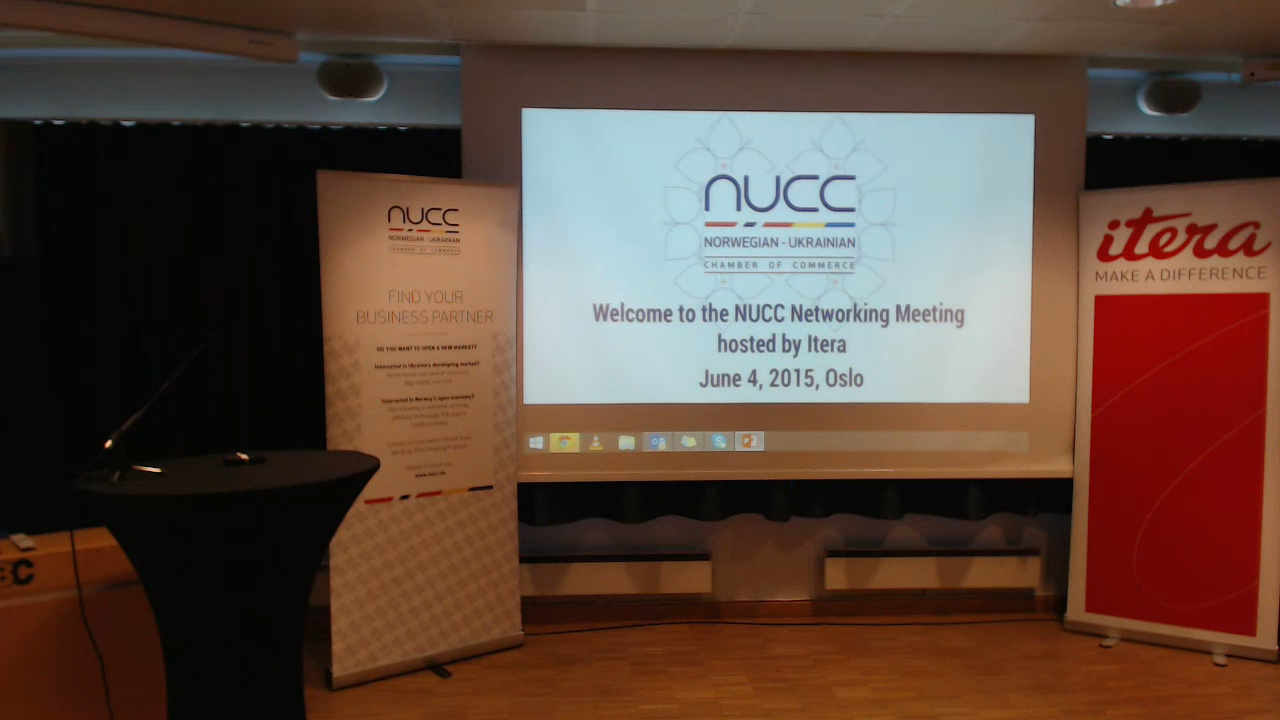 NUCC
NORWEGIAN - UKRAINIAN
CHAMBER OF COMMERCE
FIND YOUR
BUSINESS PARTNER
DO YOU WANT TO OPEN A NEW MARKET?
Interested in Ukraine's developing market?
Interested in Norway's open economy?
NUCC
NORWEGIAN - UKRAINIAN
CHAMBER OF COMMERCE
Welcome to the NUCC Networking Meeting
hosted by Itera
June 4, 2015, Oslo
itera
MAKE A DIFFERENCE